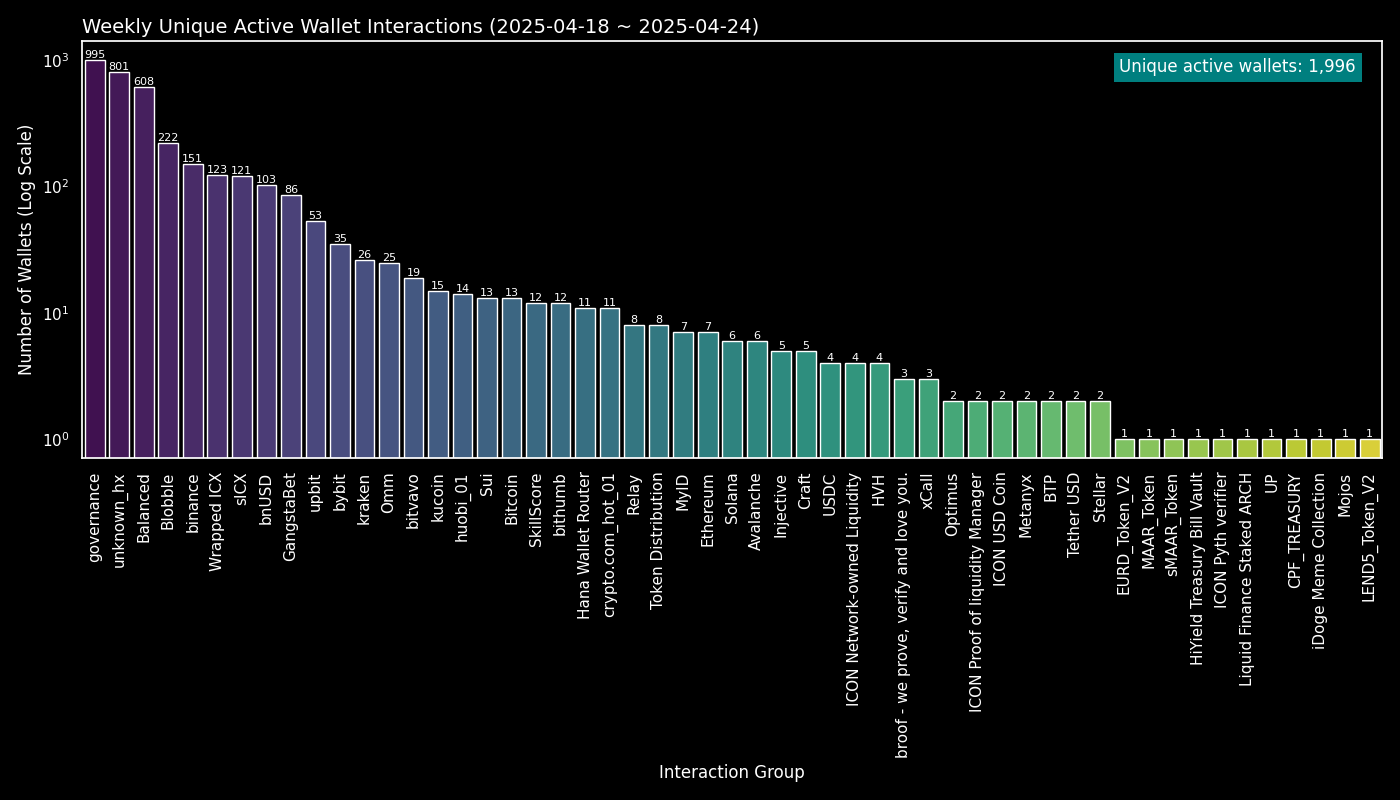 Weekly Unique Active Wallet Interactions (2025-04-18 ~ 2025-04-24)
Unique active wallets: 1,996
Number of Wallets (Log Scale)
10³
10²
10¹
10⁰
995
801
608
222
151
123
121
103
86
53
35
26
25
19
15
14
13
13
12
12
11
11
8
8
7
7
6
6
5
5
4
4
4
3
3
2
2
2
2
2
2
2
1
1
1
1
1
1
1
1
1
1
1
governance
unknown_hx
Balanced
Blobble
binance
Wrapped ICX
sICX
bnUSD
GangstaBet
upbit
bybit
kraken
Omm
bitvavo
kucoin
huobi_01
Sui
Bitcoin
SkillScore
bithumb
Hana Wallet Router
crypto.com_hot_01
Relay
Token Distribution
MyID
Ethereum
Solana
Avalanche
Injective
Craft
USDC
ICON Network-owned Liquidity
HVH
broof - we prove, verify and love you.
xCall
Optimus
ICON Proof of liquidity Manager
ICON USD Coin
Metanyx
BTP
Tether USD
Stellar
EURD_Token_V2
MAAR_Token
sMAAR_Token
HiYield Treasury Bill Vault
ICON Pyth verifier
Liquid Finance Staked ARCH
UP
CPF_TREASURY
iDoge Meme Collection
Mojos
LEND5_Token_V2
Interaction Group